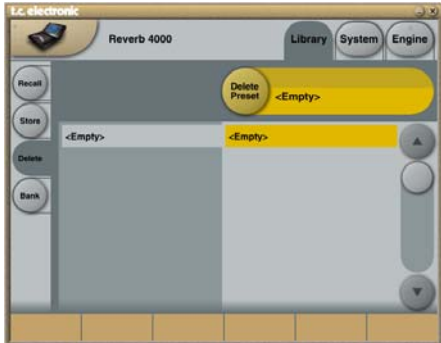 t.c. electronic
Reverb 4000
Library
System
Engine
Recall
Store
Delete
Bank
Delete
Preset
<Empty>
<Empty>
<Empty>